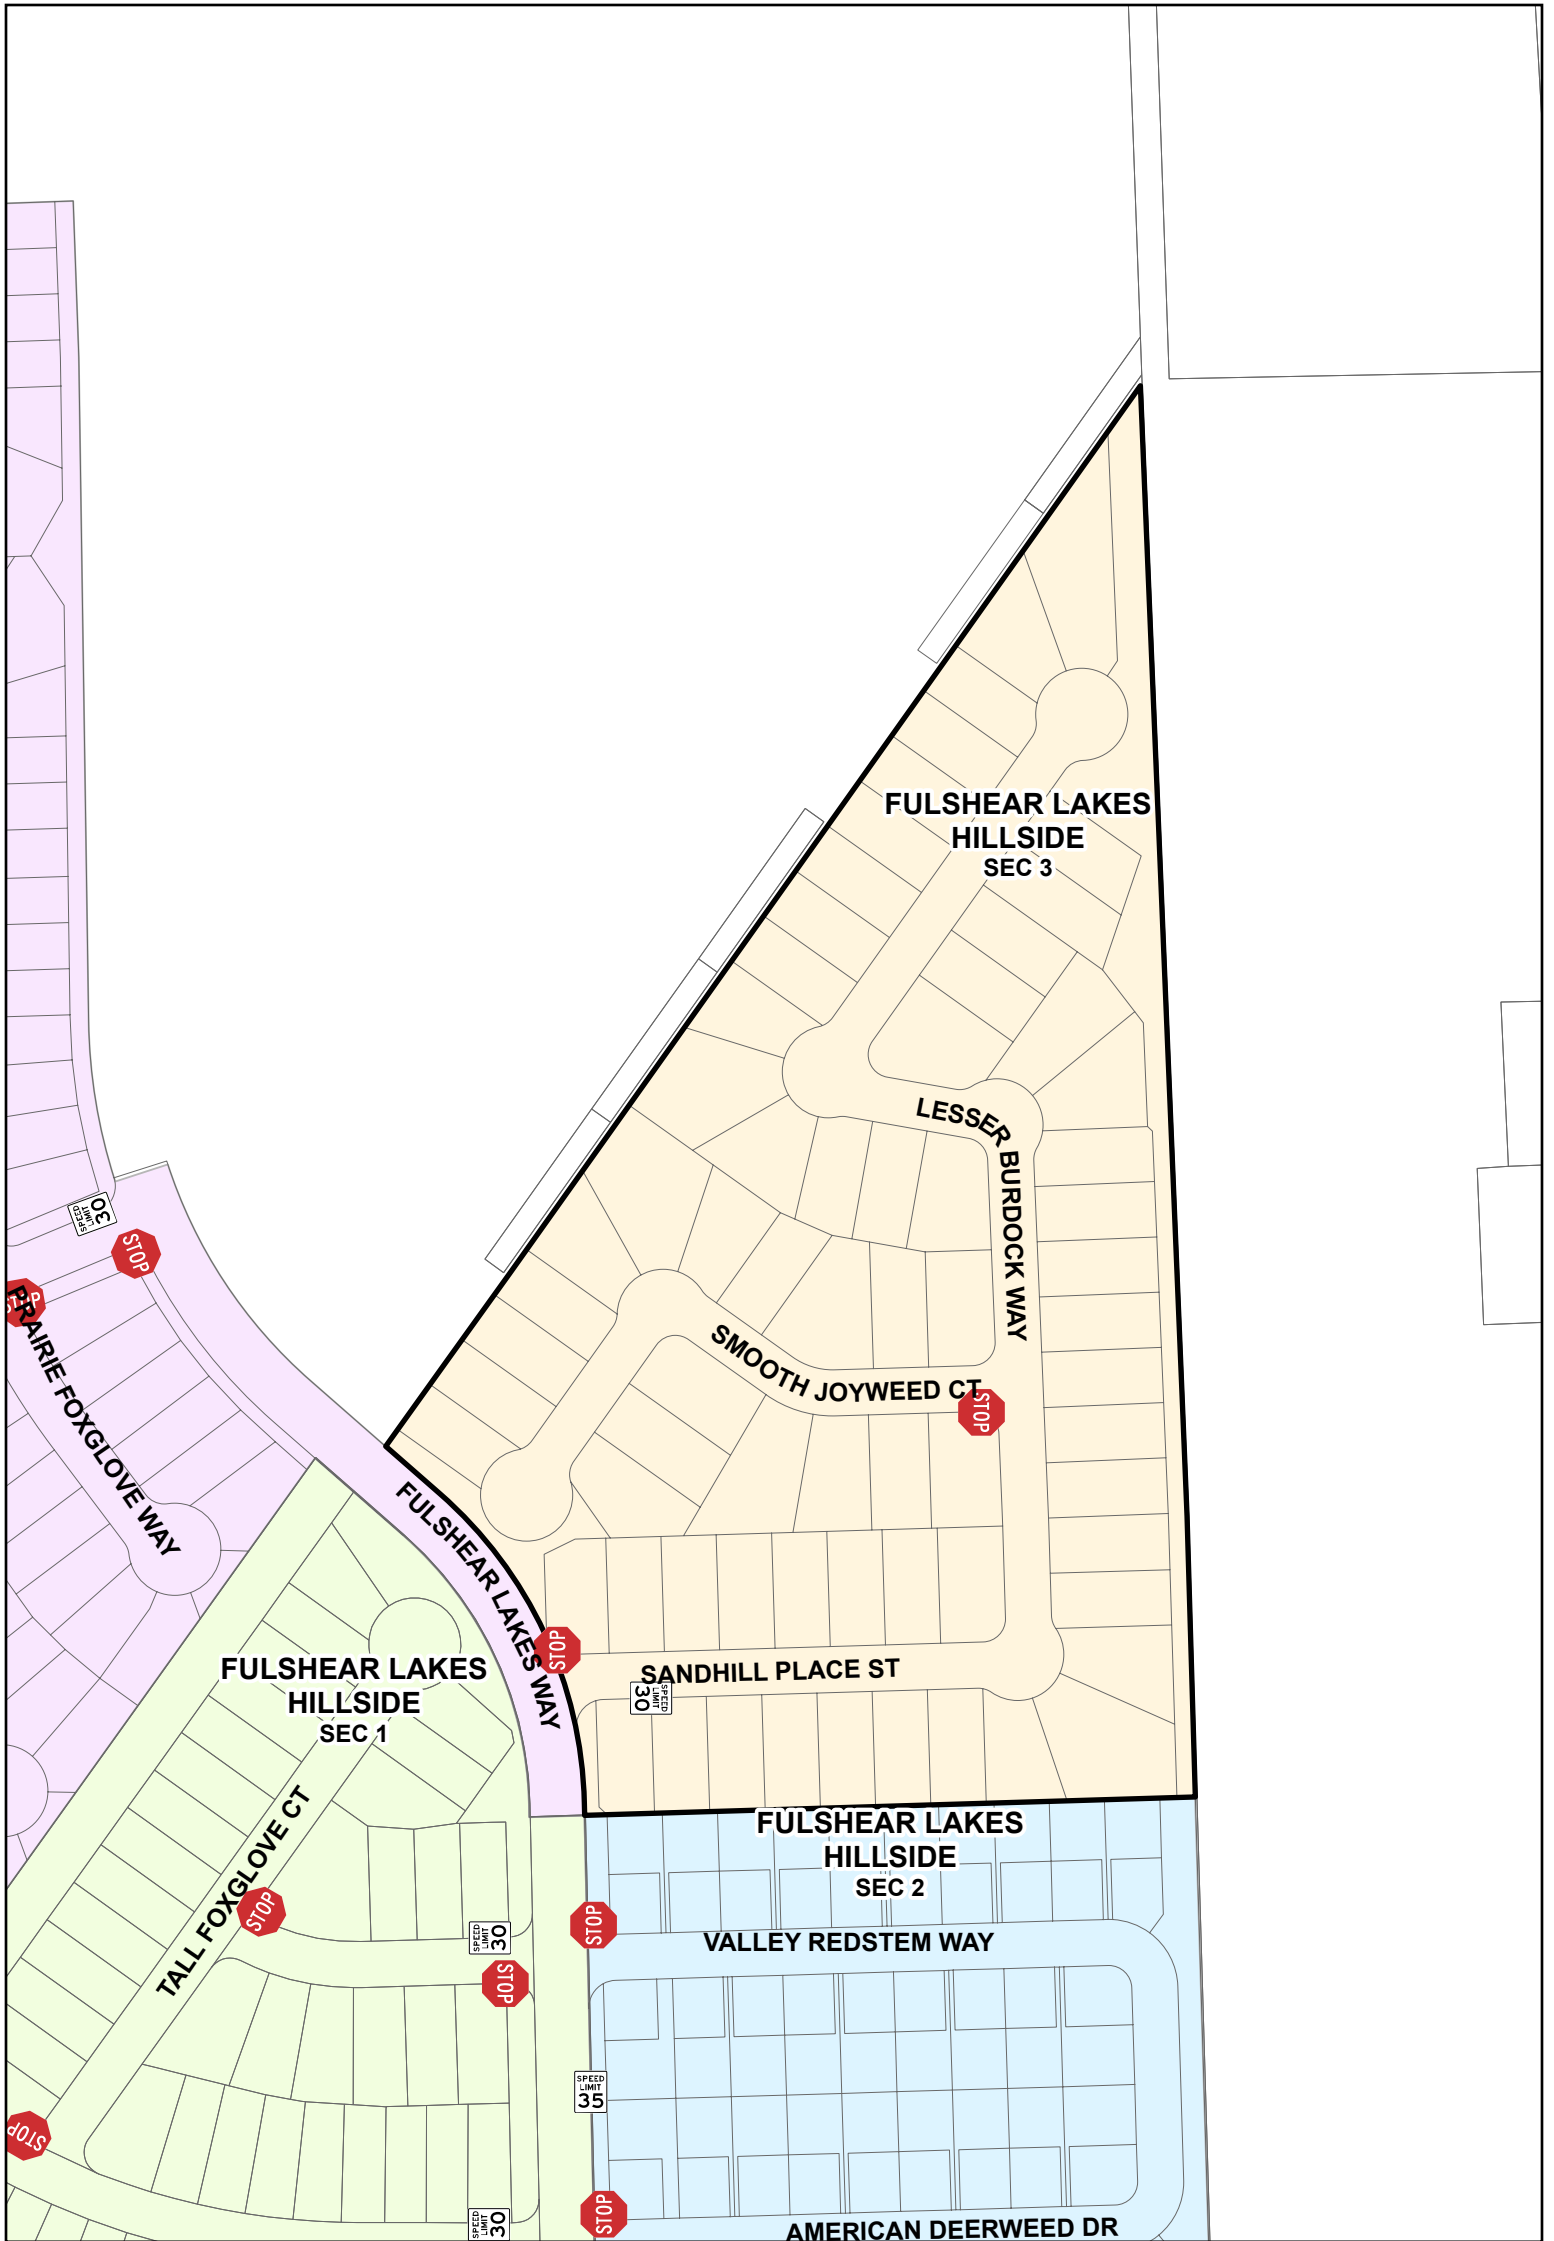 FULSHEAR LAKES
HILLSIDE
SEC 3
LESSER BURDOCK WAY
SPEED
LIMIT
30
STOP
STOP
PRAIRIE FOXGLOVE WAY
SMOOTH JOYWEED CT
STOP
FULSHEAR LAKES WAY
STOP
SANDHILL PLACE ST
SPEED
LIMIT
30
FULSHEAR LAKES
HILLSIDE
SEC 1
TALL FOXGLOVE CT
STOP
SPEED
LIMIT
30
STOP
FULSHEAR LAKES
HILLSIDE
SEC 2
STOP
VALLEY REDSTEM WAY
SPEED
LIMIT
35
STOP
SPEED
LIMIT
30
STOP
AMERICAN DEERWEED DR